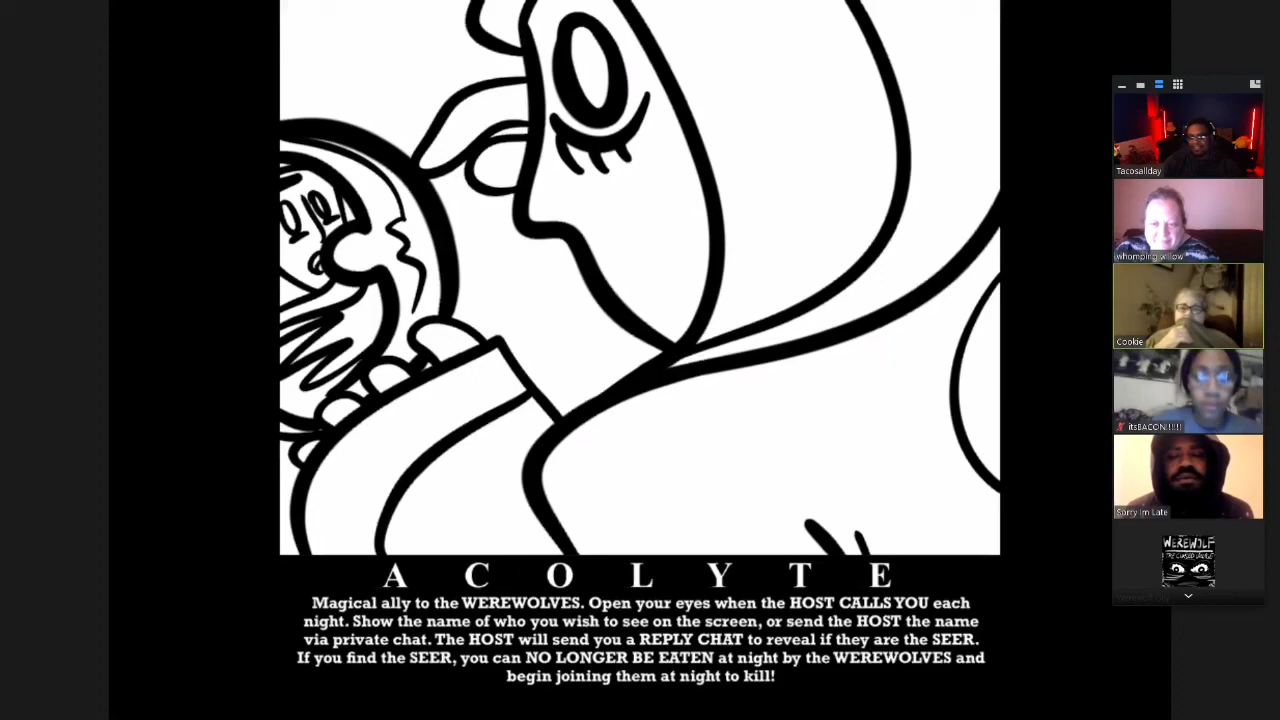 Tacosallday
whomping willow
Cookie
itsBACON!!!!!!
Sorry Im Late
WEREWOLF
A C O L Y T E
Magical ally to the WEREWOLVES. Open your eyes when the HOST CALLS YOU each
night. Show the name of who you wish to see on the screen, or send the HOST the name
via private chat. The HOST will send you a REPLY CHAT to reveal if they are the SEER.
If you find the SEER, you can NO LONGER BE EATEN at night by the WEREWOLVES and
begin joining them at night to kill!